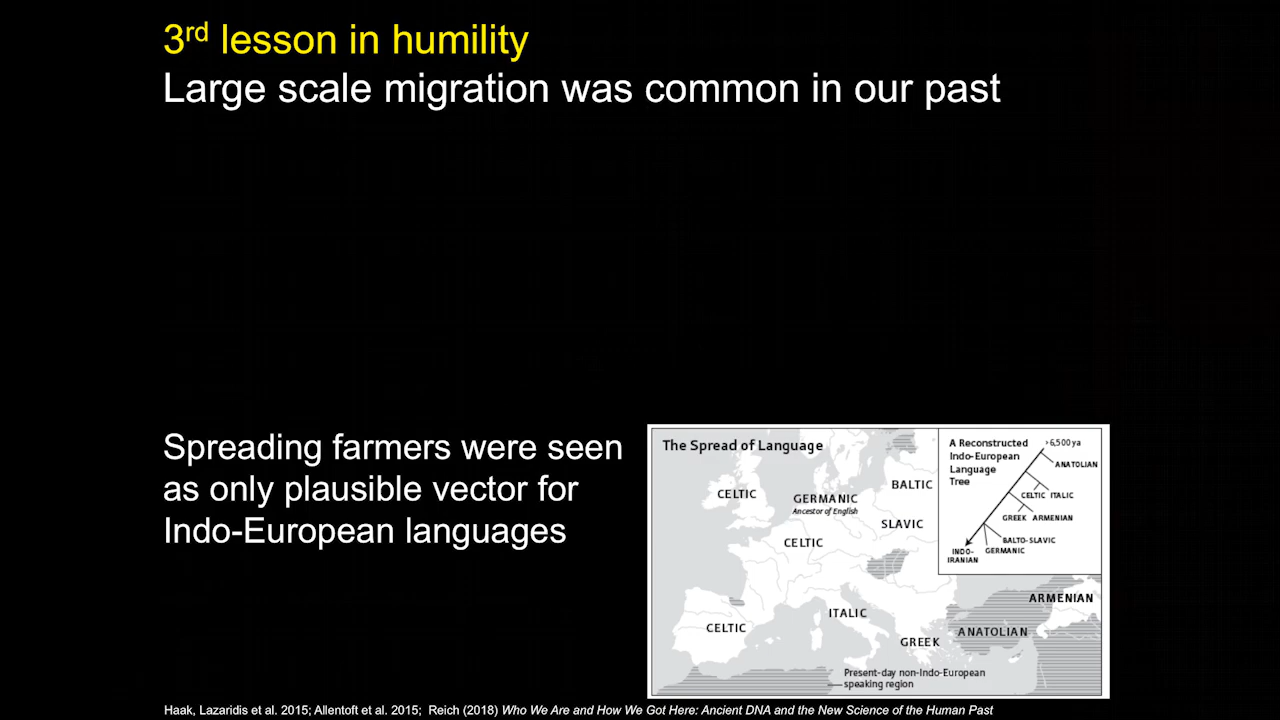 3rd lesson in humility
Large scale migration was common in our past
Spreading farmers were seen
as only plausible vector for
Indo-European languages
The Spread of Language
CELTIC
GERMANIC
Ancestor of English
BALTIC
SLAVIC
CELTIC
ITALIC
CELTIC
GREEK
ANATOLIAN
ARMENIAN
Present-day non-Indo-European
speaking region
A Reconstructed
Indo-European
Language
Tree
>6,500 ya
ANATOLIAN
CELTIC ITALIC
GREEK ARMENIAN
BALTO-SLAVIC
GERMANIC
INDO-
IRANIAN
Haak, Lazaridis et al. 2015; Allentoft et al. 2015; Reich (2018) Who We Are and How We Got Here: Ancient DNA and the New Science of the Human Past